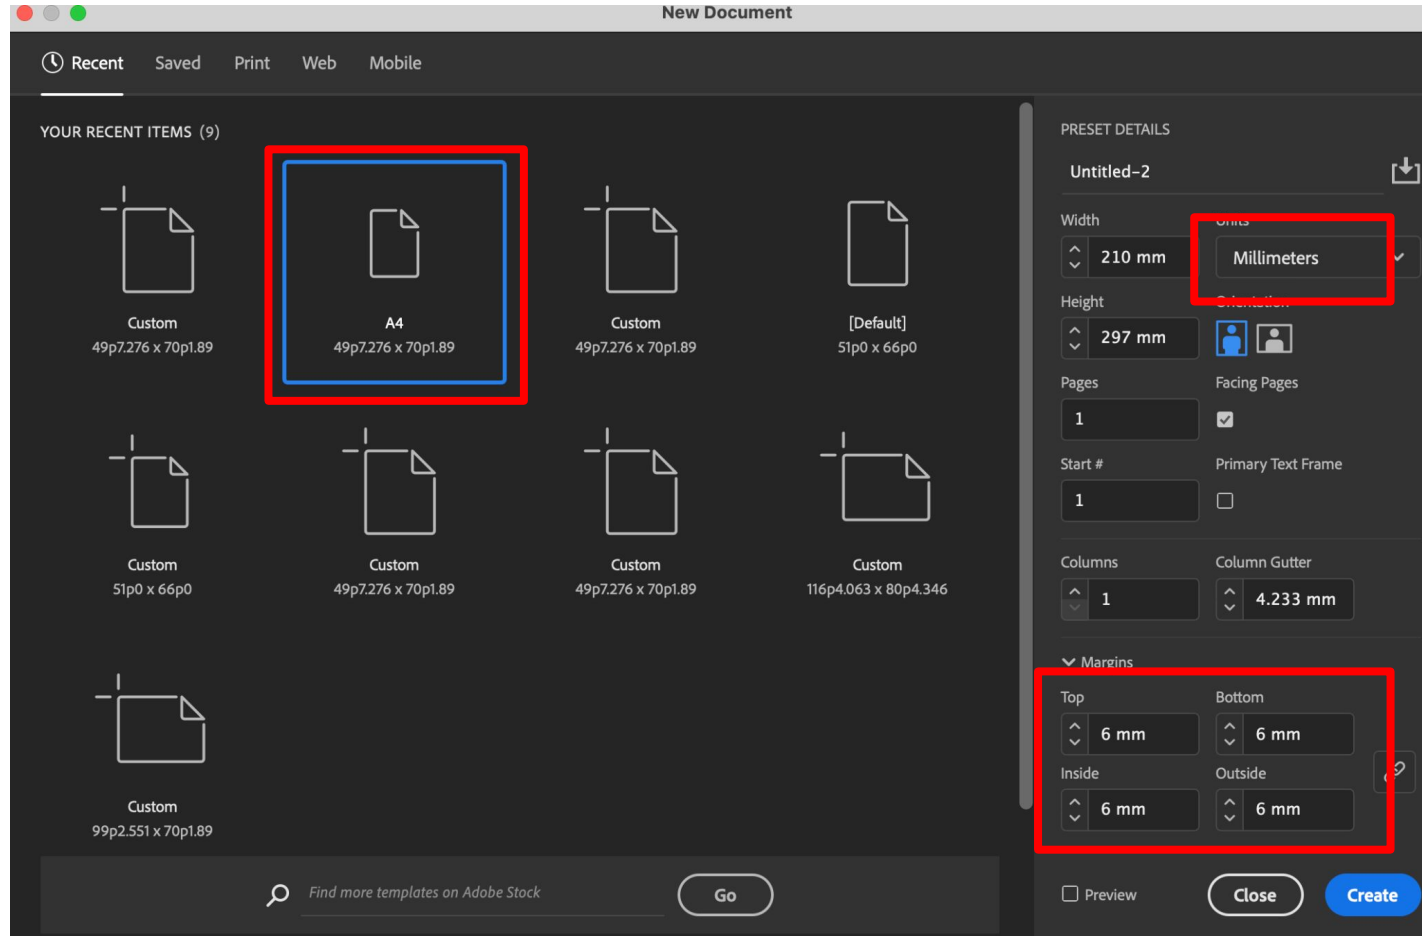 New Document
Recent Saved Print Web Mobile
YOUR RECENT ITEMS (9)
Custom
49p7.276 x 70p1.89
A4
49p7.276 x 70p1.89
Custom
49p7.276 x 70p1.89
[Default]
51p0 x 66p0
Custom
51p0 x 66p0
Custom
49p7.276 x 70p1.89
Custom
49p7.276 x 70p1.89
Custom
116p4.063 x 80p4.346
Custom
99p2.551 x 70p1.89
Find more templates on Adobe Stock
Go
PRESET DETAILS
Untitled-2
Width Units
210 mm Millimeters
Height Orientation
297 mm
Pages Facing Pages
1
Start # Primary Text Frame
1
Columns Column Gutter
1 4.233 mm
Margins
Top Bottom
6 mm 6 mm
Inside Outside
6 mm 6 mm
Preview Close Create